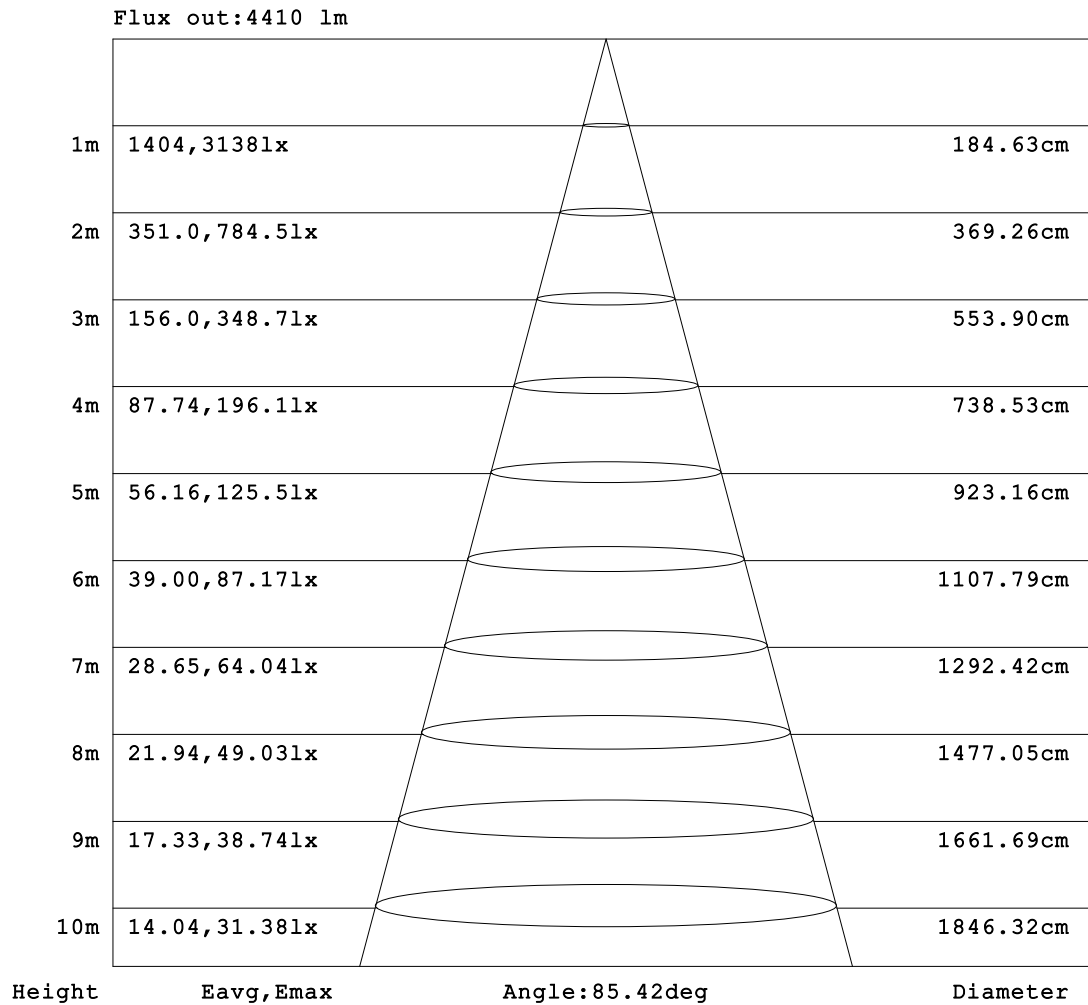 Flux out:4410 lm
1m 1404,3138lx 184.63cm
2m 351.0,784.5lx 369.26cm
3m 156.0,348.7lx 553.90cm
4m 87.74,196.1lx 738.53cm
5m 56.16,125.5lx 923.16cm
6m 39.00,87.17lx 1107.79cm
7m 28.65,64.04lx 1292.42cm
8m 21.94,49.03lx 1477.05cm
9m 17.33,38.74lx 1661.69cm
10m 14.04,31.38lx 1846.32cm
Height Eavg,Emax Angle:85.42deg Diameter